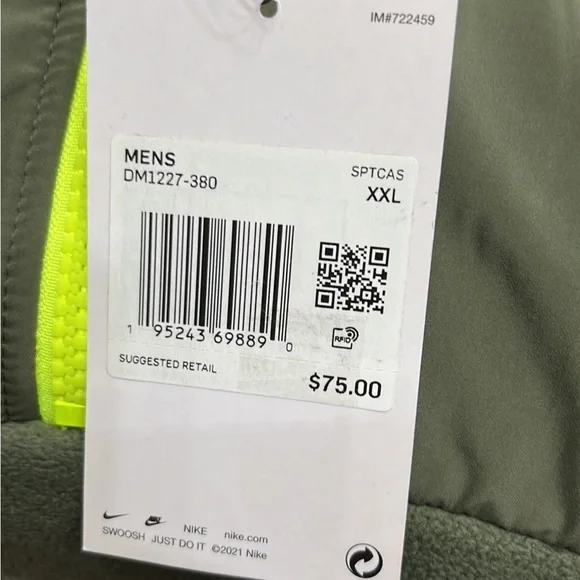 IM#722459
MENS
DM1227-380
SPTCAS
XXL
1 95243 69889 0
RFID
SUGGESTED RETAIL
$75.00
NIKE nike.com
SWOOSH JUST DO IT ©2021 Nike